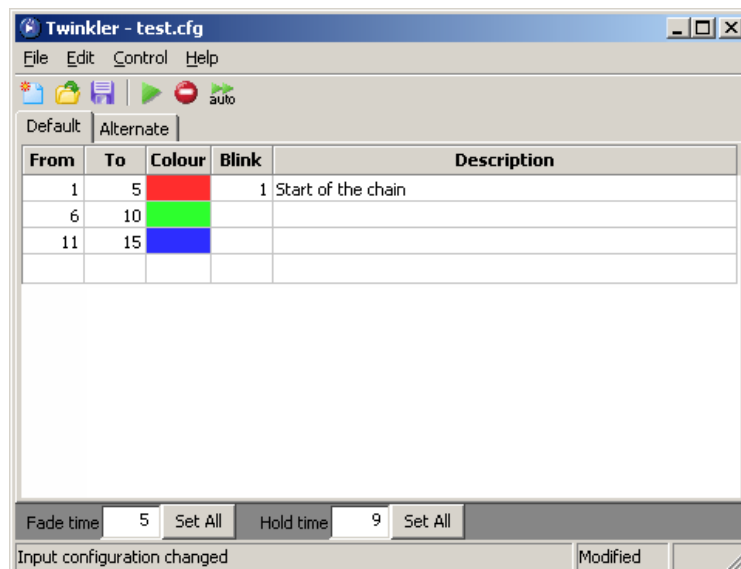 Twinkler - test.cfg
File Edit Control Help
auto
Default Alternate
From To Colour Blink Description
1 5 1 Start of the chain
6 10
11 15
Fade time 5 Set All Hold time 9 Set All
Input configuration changed Modified